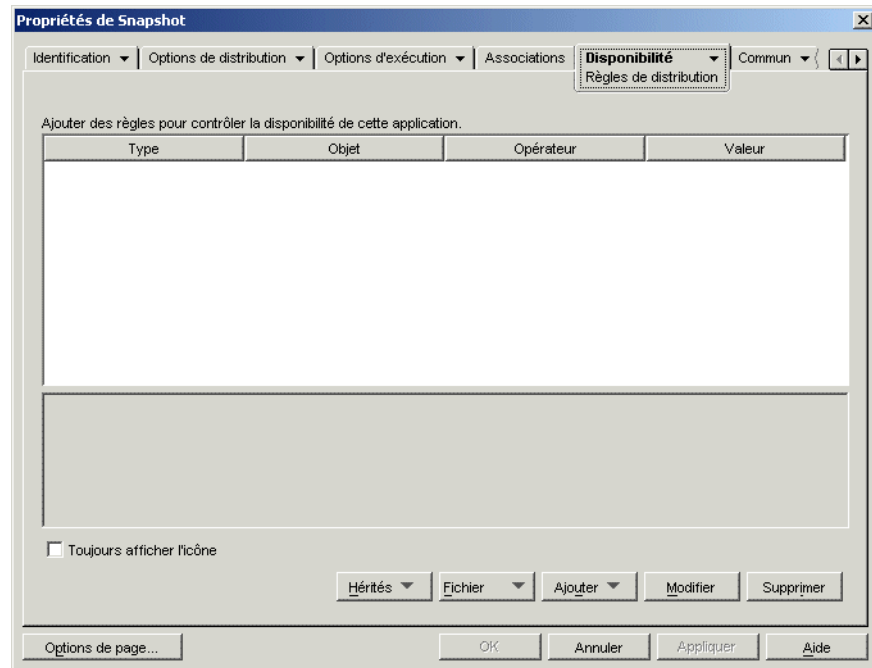 Propriétés de Snapshot
Identification Options de distribution Options d'exécution Associations Disponibilité Commun
Règles de distribution
Ajouter des règles pour contrôler la disponibilité de cette application.
Type Objet Opérateur Valeur
Toujours afficher l'icône
Hérités Fichier Ajouter Modifier Supprimer
Options de page... OK Annuler Appliquer Aide